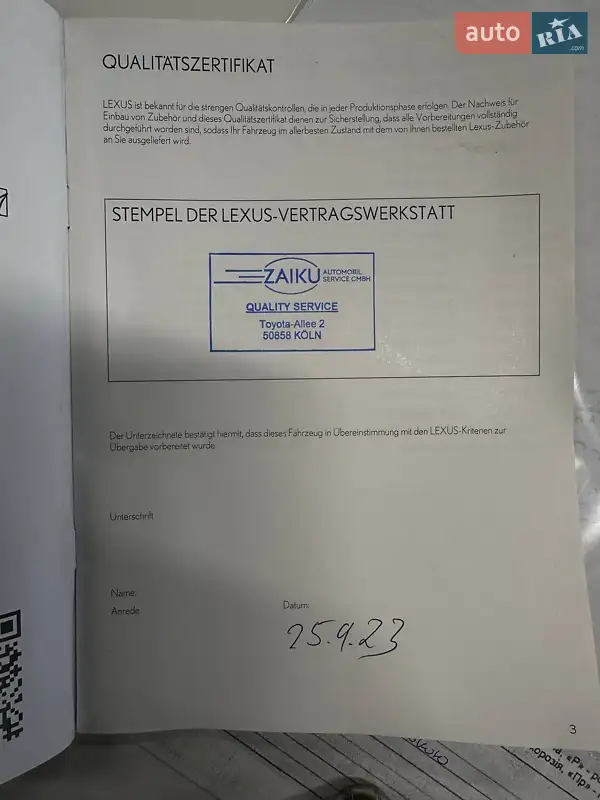 auto RIA .com
QUALITÄTSZERTIFIKAT
LEXUS ist bekannt für die strengen Qualitätskontrollen, die in jeder Produktionsphase erfolgen. Der Nachweis für
Einbau von Zubehör und dieses Qualitätszertifikat dienen zur Sicherstellung, dass alle Vorbereitungen vollständig
durchgeführt worden sind, sodass Ihr Fahrzeug im allerbesten Zustand mit dem von Ihnen bestellten Lexus-Zubehör
an Sie ausgeliefert wird.
STEMPEL DER LEXUS-VERTRAGSWERKSTATT
ZAIKU AUTOMOBIL
SERVICE GMBH
QUALITY SERVICE
Toyota-Allee 2
50858 KÖLN
Der Unterzeichnete bestätigt hiermit, dass dieses Fahrzeug in Übereinstimmung mit den LEXUS-Kriterien zur
Übergabe vorbereitet wurde.
Unterschrift
Name:
Anrede:
Datum:
25.9.23
3
«Р» -
«Пр» -